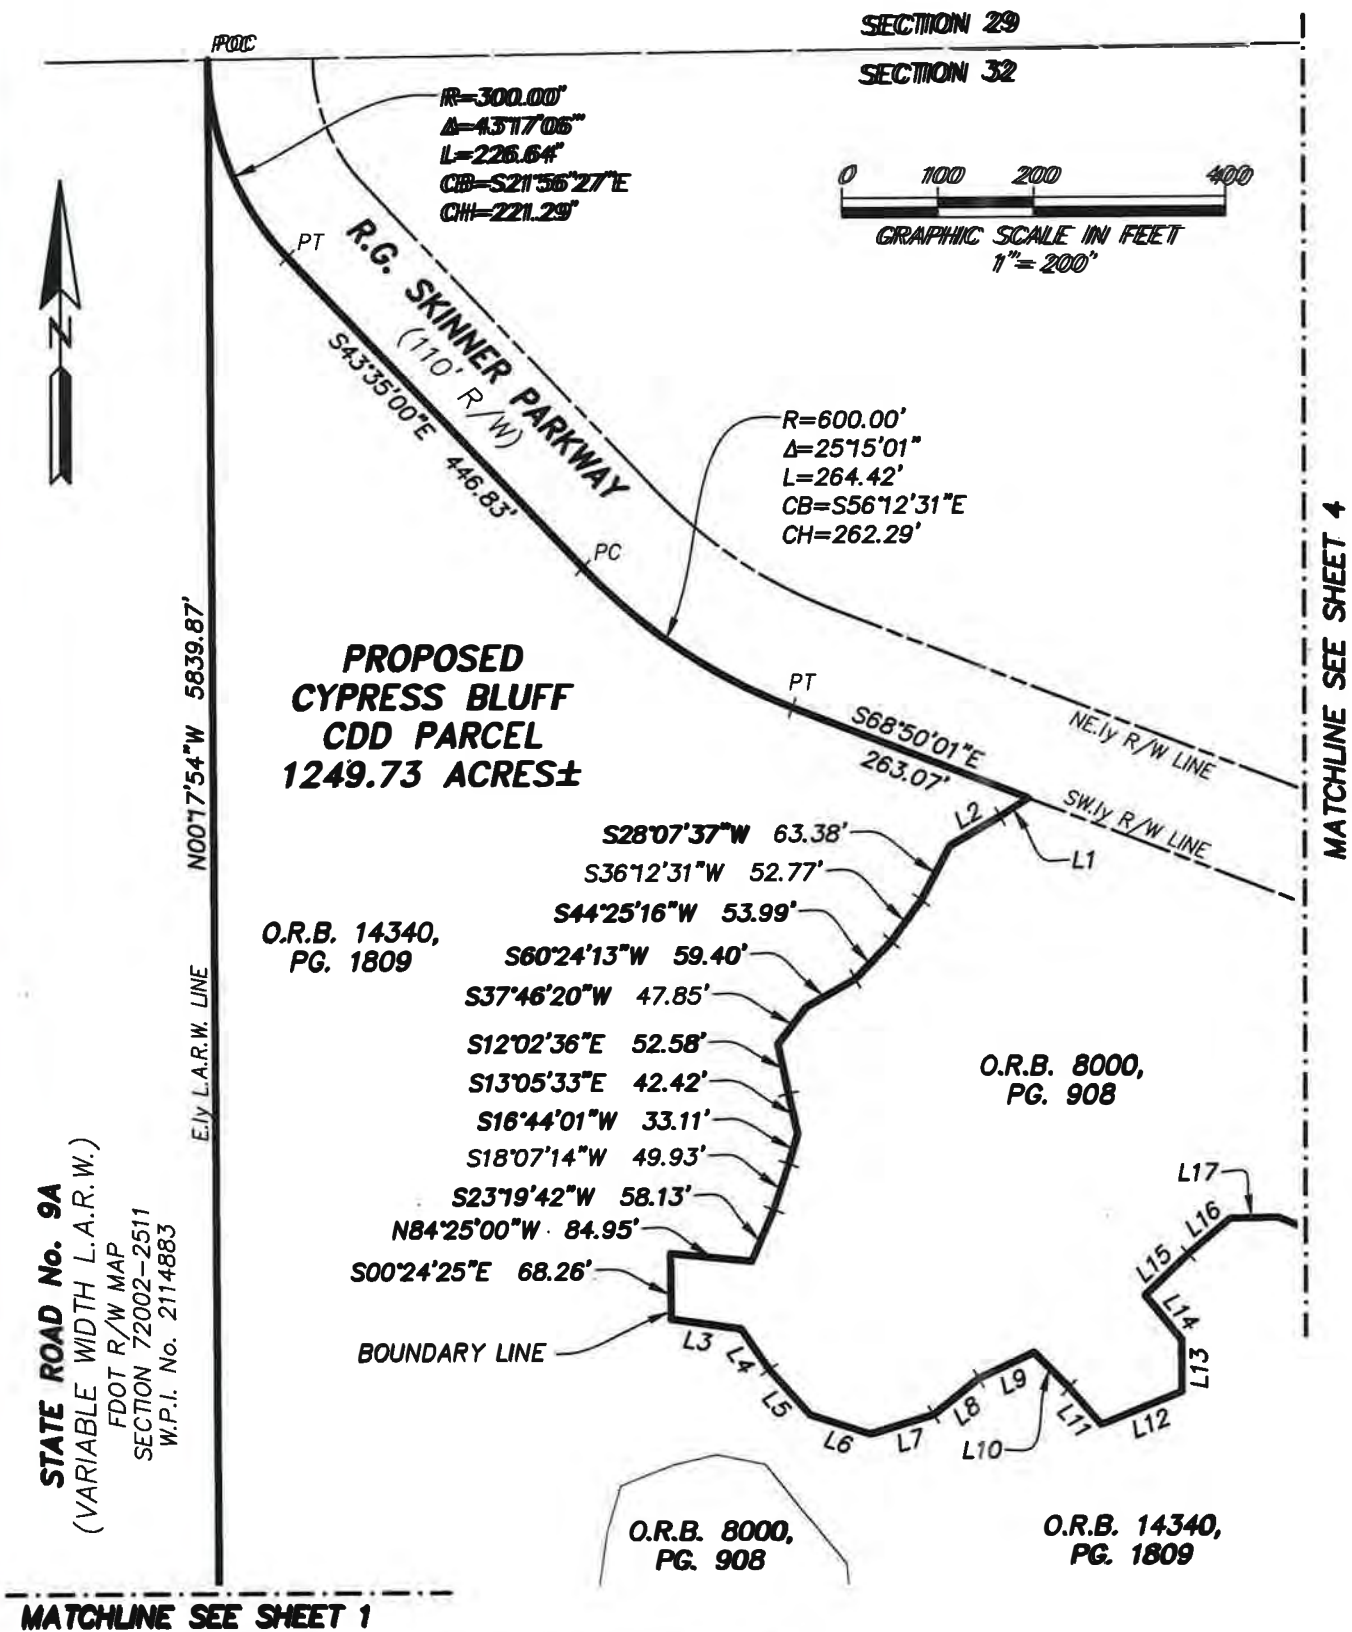 SECTION 29
POC
SECTION 32
R=300.00'
Δ=43°17'06"
L=226.64'
CB=S21°56'27"E
CH=221.29'
0 100 200 400
GRAPHIC SCALE IN FEET
1"= 200'
PT
R.G. SKINNER PARKWAY
(110' R/W)
N
S43°35'00"E 446.83'
R=600.00'
Δ=25°15'01"
L=264.42'
CB=S56°12'31"E
CH=262.29'
PC
MATCHLINE SEE SHEET 4
N00°17'54"W 5839.87'
PROPOSED
CYPRESS BLUFF
CDD PARCEL
1249.73 ACRES±
PT
S68°50'01"E
263.07'
NE.ly R/W LINE
SW.ly R/W LINE
L2
L1
S28°07'37"W 63.38'
S36°12'31"W 52.77'
S44°25'16"W 53.99'
O.R.B. 14340,
PG. 1809
S60°24'13"W 59.40'
S37°46'20"W 47.85'
E.ly L.A.R.W. LINE
S12°02'36"E 52.58'
S13°05'33"E 42.42'
O.R.B. 8000,
PG. 908
S16°44'01"W 33.11'
S18°07'14"W 49.93'
S23°19'42"W 58.13'
N84°25'00"W 84.95'
S00°24'25"E 68.26'
BOUNDARY LINE
STATE ROAD No. 9A
(VARIABLE WIDTH L.A.R.W.)
FDOT R/W MAP
SECTION 72002-2511
W.P.I. No. 2114883
L3
L4
L5
L6
L7
L8
L9
L10
L11
L12
L13
L14
L15
L16
L17
O.R.B. 8000,
PG. 908
O.R.B. 14340,
PG. 1809
MATCHLINE SEE SHEET 1